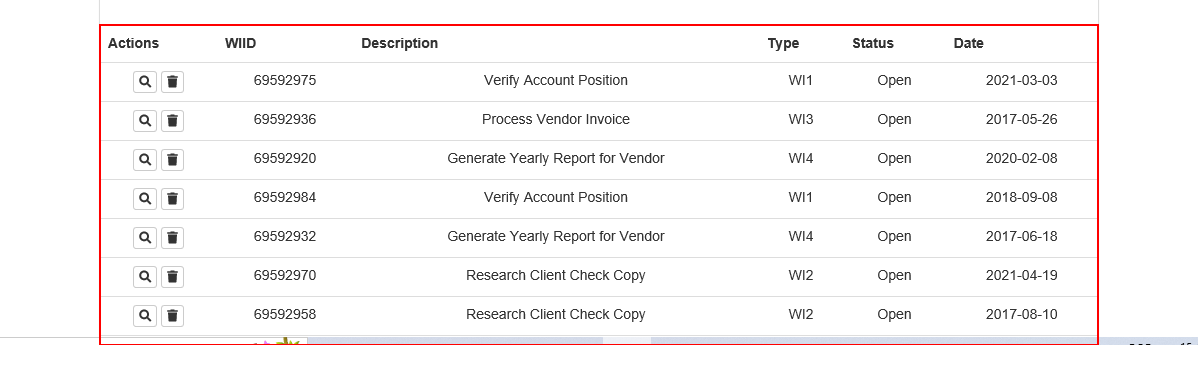 Actions WIID Description Type Status Date
69592975 Verify Account Position WI1 Open 2021-03-03
69592936 Process Vendor Invoice WI3 Open 2017-05-26
69592920 Generate Yearly Report for Vendor WI4 Open 2020-02-08
69592984 Verify Account Position WI1 Open 2018-09-08
69592932 Generate Yearly Report for Vendor WI4 Open 2017-06-18
69592970 Research Client Check Copy WI2 Open 2021-04-19
69592958 Research Client Check Copy WI2 Open 2017-08-10